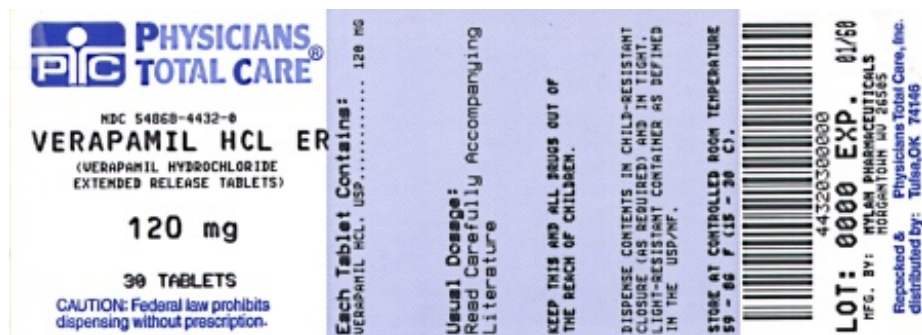 PTC PHYSICIANS
TOTAL CARE®
NDC 54868-4432-0
VERAPAMIL HCL ER
(VERAPAMIL HYDROCHLORIDE
EXTENDED RELEASE TABLETS)
120 mg
30 TABLETS
CAUTION: Federal law prohibits
dispensing without prescription.
Each Tablet Contains:
VERAPAMIL HCL, USP............ 120 MG
Usual Dosage:
Read Carefully Accompanying
Literature
KEEP THIS AND ALL DRUGS OUT OF
THE REACH OF CHILDREN.
DISPENSE CONTENTS IN CHILD-RESISTANT
CLOSURE (AS REQUIRED) AND IN TIGHT,
LIGHT-RESISTANT CONTAINER AS DEFINED
IN THE USP/NF.
STORE AT CONTROLLED ROOM TEMPERATURE
59 - 86 F (15 - 30 C).
4432030000
LOT: 0000 EXP. 01/60
MFG. BY: MYLAN PHARMACEUTICALS
MORGANTOWN WV 26505
Repacked & Physicians Total Care, Inc.
distributed by: Tulsa, OK 74146